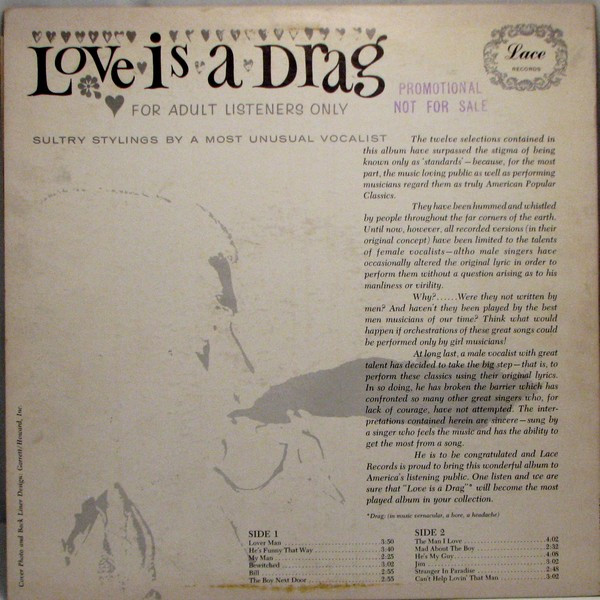 Love is a Drag
Lace
RECORDS
PROMOTIONAL
NOT FOR SALE
FOR ADULT LISTENERS ONLY
SULTRY STYLINGS BY A MOST UNUSUAL VOCALIST
The twelve selections contained in
this album have surpassed the stigma of being
known only as 'standards'—because, for the most
part, the music loving public as well as performing
musicians regard them as truly American Popular
Classics.
They have been hummed and whistled
by people throughout the far corners of the earth.
Until now, however, all recorded versions (in their
original concept) have been limited to the talents
of female vocalists—altho male singers have
occasionally altered the original lyric in order to
perform them without a question arising as to his
manliness or virility.
Why?......Were they not written by
men? And haven't they been played by the best
men musicians of our time? Think what would
happen if orchestrations of these great songs could
be performed only by girl musicians!
At long last, a male vocalist with great
talent has decided to take the big step—that is, to
perform these classics using their original lyrics.
In so doing, he has broken the barrier which has
confronted so many other great singers who, for
lack of courage, have not attempted. The inter-
pretations contained herein are sincere—sung by
a singer who feels the music and has the ability to
get the most from a song.
He is to be congratulated and Lace
Records is proud to bring this wonderful album to
America's listening public. One listen and we are
sure that "Love is a Drag"* will become the most
played album in your collection.
*Drag: (in music vernacular, a bore, a headache)
SIDE 1
Lover Man 3:50
He's Funny That Way 3:40
My Man 2:25
Bewitched 3:02
Bill 2:55
The Boy Next Door 2:55
SIDE 2
The Man I Love 4:02
Mad About The Boy 2:32
He's My Guy 4:08
Jim 3:02
Stranger In Paradise 2:48
Can't Help Lovin' That Man 3:02
Cover Photo and Back Liner Design: Garrett/Howard, Inc.